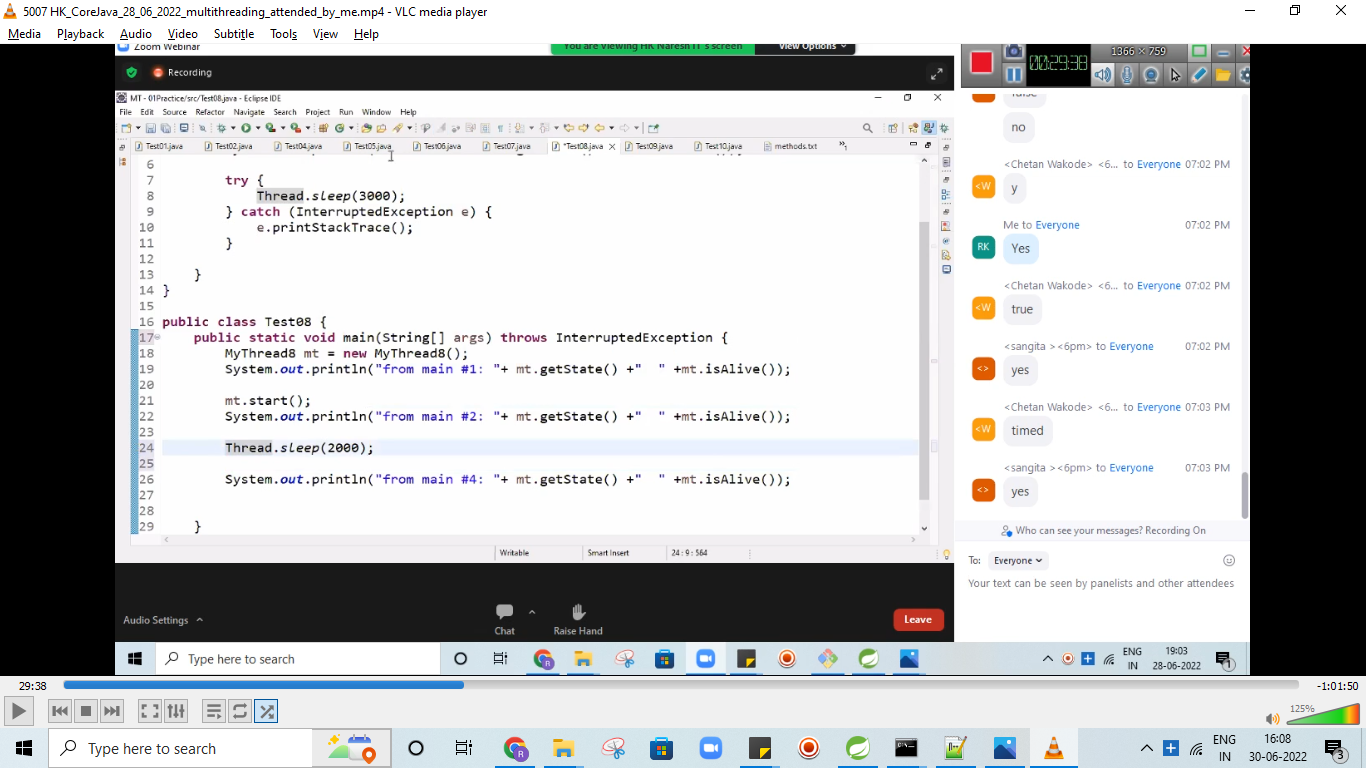 5007 HK_CoreJava_28_06_2022_multithreading_attended_by_me.mp4 - VLC media player
Media Playback Audio Video Subtitle Tools View Help
Zoom Webinar
You are viewing HK Naresh IT's screen
View Options
00:29:38
1366 × 759
Recording
MT - 01Practice/src/Test08.java - Eclipse IDE
File Edit Source Refactor Navigate Search Project Run Window Help
Test01.java Test02.java Test04.java Test05.java Test06.java Test07.java *Test08.java Test09.java Test10.java methods.txt
6
7 try {
8 Thread.sleep(3000);
9 } catch (InterruptedException e) {
10 e.printStackTrace();
11 }
12
13 }
14 }
15
16 public class Test08 {
17 public static void main(String[] args) throws InterruptedException {
18 MyThread8 mt = new MyThread8();
19 System.out.println("from main #1: "+ mt.getState() +" " +mt.isAlive());
20
21 mt.start();
22 System.out.println("from main #2: "+ mt.getState() +" " +mt.isAlive());
23
24 Thread.sleep(2000);
25
26 System.out.println("from main #4: "+ mt.getState() +" " +mt.isAlive());
27
28
29 }
Writable Smart Insert 24 : 9 : 564
no
<Chetan Wakode> <6... to Everyone 07:02 PM
<W y
Me to Everyone 07:02 PM
RK Yes
<Chetan Wakode> <6... to Everyone 07:02 PM
<W true
<sangita ><6pm> to Everyone 07:02 PM
<> yes
<Chetan Wakode> <6... to Everyone 07:03 PM
<W timed
<sangita ><6pm> to Everyone 07:03 PM
<> yes
Who can see your messages? Recording On
To: Everyone
Your text can be seen by panelists and other attendees
Audio Settings
Chat
Raise Hand
Leave
Type here to search
ENG
IN
19:03
28-06-2022
1
29:38
-1:01:50
125%
Type here to search
ENG
IN
16:08
30-06-2022
3